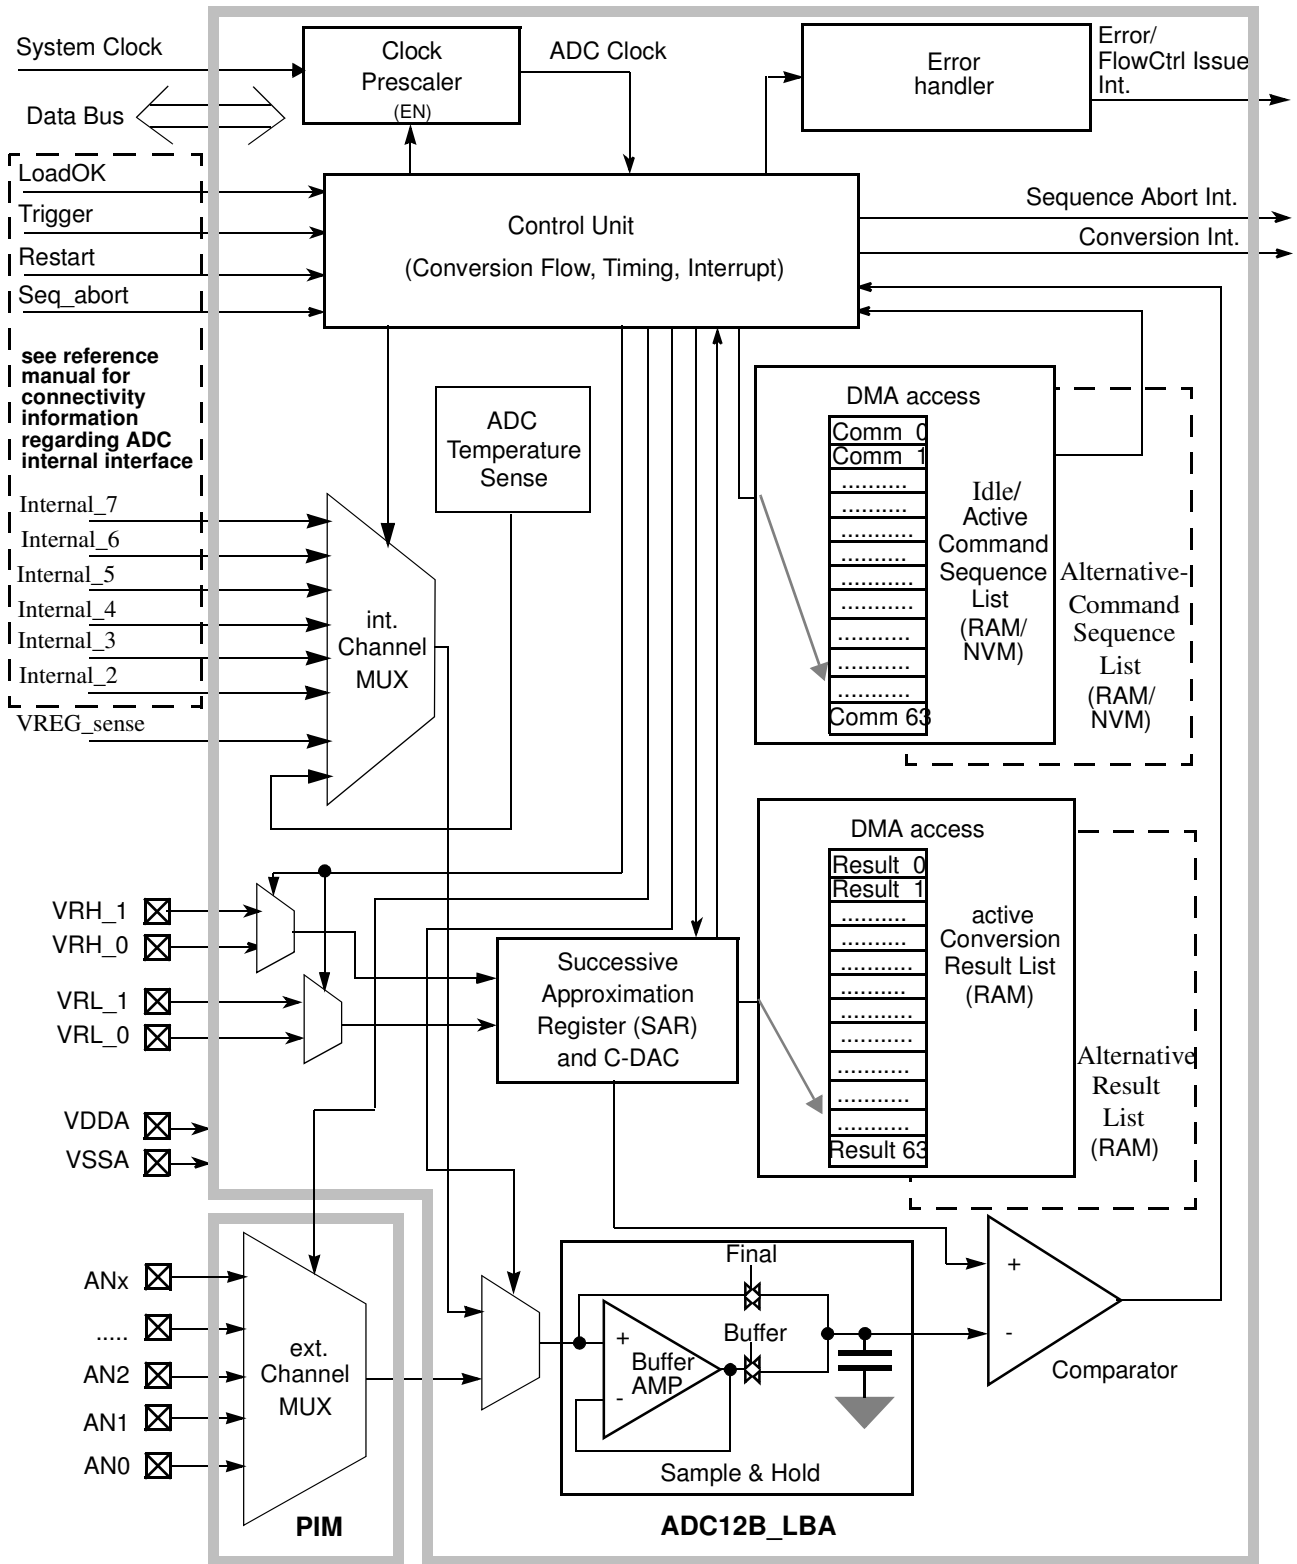 System Clock
Clock
Prescaler
(EN)
ADC Clock
Error
handler
Error/
FlowCtrl Issue
Int.
Data Bus
LoadOK
Trigger
Restart
Seq_abort
Control Unit
(Conversion Flow, Timing, Interrupt)
Sequence Abort Int.
Conversion Int.
see reference
manual for
connectivity
information
regarding ADC
internal interface
Internal_7
Internal_6
Internal_5
Internal_4
Internal_3
Internal_2
VREG_sense
ADC
Temperature
Sense
int.
Channel
MUX
DMA access
Comm 0
Comm 1
..........
..........
...........
...........
...........
...........
...........
...........
...........
Comm 63
Idle/
Active
Command
Sequence
List
(RAM/
NVM)
Alternative-
Command
Sequence
List
(RAM/
NVM)
VRH_1
VRH_0
VRL_1
VRL_0
VDDA
VSSA
Successive
Approximation
Register (SAR)
and C-DAC
DMA access
Result 0
Result 1
..........
..........
...........
...........
...........
...........
...........
...........
...........
Result 63
active
Conversion
Result List
(RAM)
Alternative
Result
List
(RAM)
ANx
.....
AN2
AN1
AN0
ext.
Channel
MUX
PIM
Final
Buffer
+
Buffer
AMP
-
Sample & Hold
+
-
Comparator
ADC12B_LBA